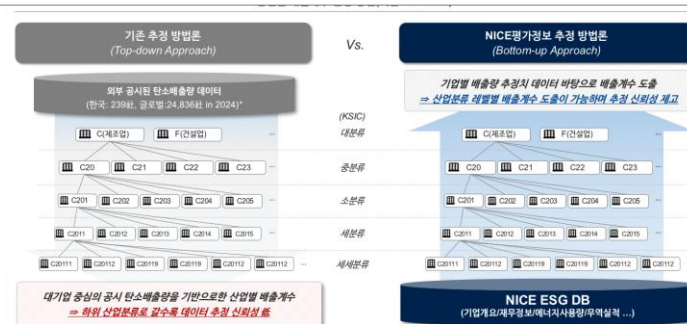 기존 추정 방법론
(Top-down Approach)
Vs.
NICE평가정보 추정 방법론
(Bottom-up Approach)
외부 공시된 탄소배출량 데이터
(한국: 239社, 글로벌:24,836社 in 2024)*
기업별 배출량 추정치 데이터 바탕으로 배출계수 도출
⇒ 산업분류 레벨별 배출계수 도출이 가능하며 추정 신뢰성 제고
(KSIC)
C(제조업) F(건설업) ... 대분류 C(제조업) F(건설업) ...
C20 C21 C22 C23 ... 중분류 C20 C21 C22 C23 ...
C201 C202 C203 C204 C205 ... 소분류 C201 C202 C203 C204 C205 ...
C2011 C2012 C2013 C2014 C2015 ... 세분류 C2011 C2012 C2013 C2014 C2015 ...
C20111 C20112 C20119 C20119 C20112 C20112 ... 세세분류 C20111 C20112 C20119 C20119 C20112 C20112 ...
대기업 중심의 공시 탄소배출량을 기반으로한 산업별 배출계수
⇒ 하위 산업분류로 갈수록 데이터 추정 신뢰성 低
NICE ESG DB
(기업개요/재무정보/에너지사용량/무역실적 ...)